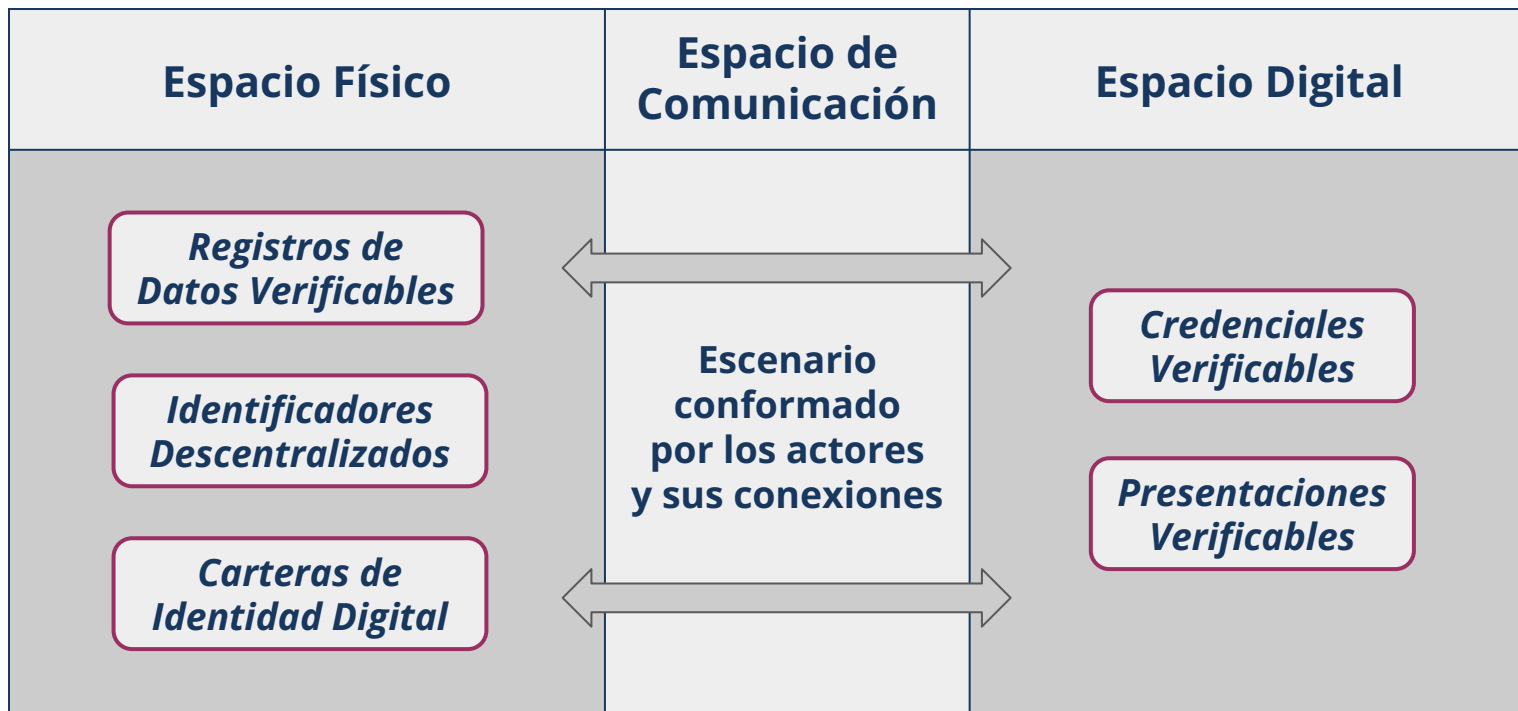 Espacio Físico
Espacio de
Comunicación
Espacio Digital
Registros de
Datos Verificables
Identificadores
Descentralizados
Carteras de
Identidad Digital
Escenario
conformado
por los actores
y sus conexiones
Credenciales
Verificables
Presentaciones
Verificables